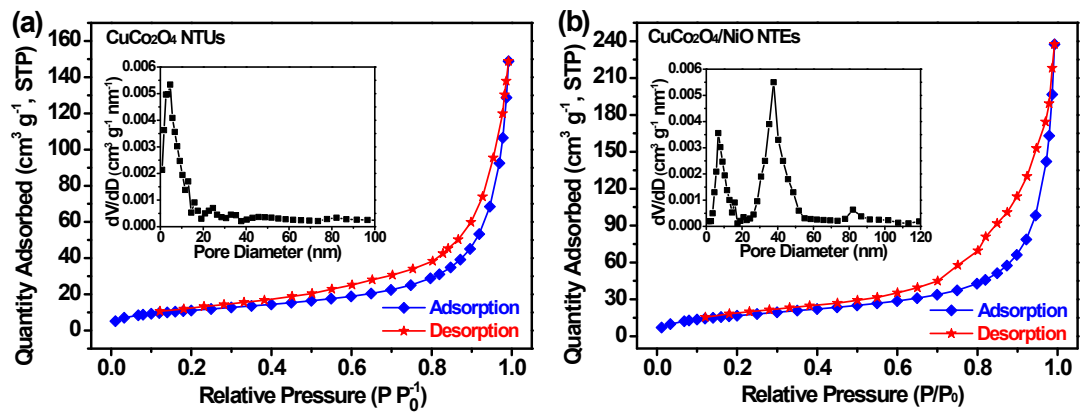 (a)
CuCo₂O₄ NTUs
Quantity Adsorbed (cm³ g⁻¹, STP)
160
140
120
100
80
60
40
20
0
0.0 0.2 0.4 0.6 0.8 1.0
Relative Pressure (P P₀⁻¹)
dV/dD (cm³ g⁻¹ nm⁻¹)
0.006
0.005
0.004
0.003
0.002
0.001
0.000
0 20 40 60 80 100
Pore Diameter (nm)
Adsorption
Desorption
(b)
CuCo₂O₄/NiO NTEs
Quantity Adsorbed (cm³ g⁻¹, STP)
240
210
180
150
120
90
60
30
0
0.0 0.2 0.4 0.6 0.8 1.0
Relative Pressure (P/P₀)
dV/dD (cm³ g⁻¹ nm⁻¹)
0.006
0.005
0.004
0.003
0.002
0.001
0.000
0 20 40 60 80 100 120
Pore Diameter (nm)
Adsorption
Desorption